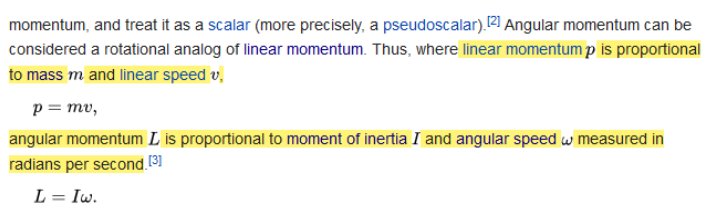 momentum, and treat it as a scalar (more precisely, a pseudoscalar).[2] Angular momentum can be
considered a rotational analog of linear momentum. Thus, where linear momentum p is proportional
to mass m and linear speed v,
p = mv,
angular momentum L is proportional to moment of inertia I and angular speed ω measured in
radians per second.[3]
L = Iω.